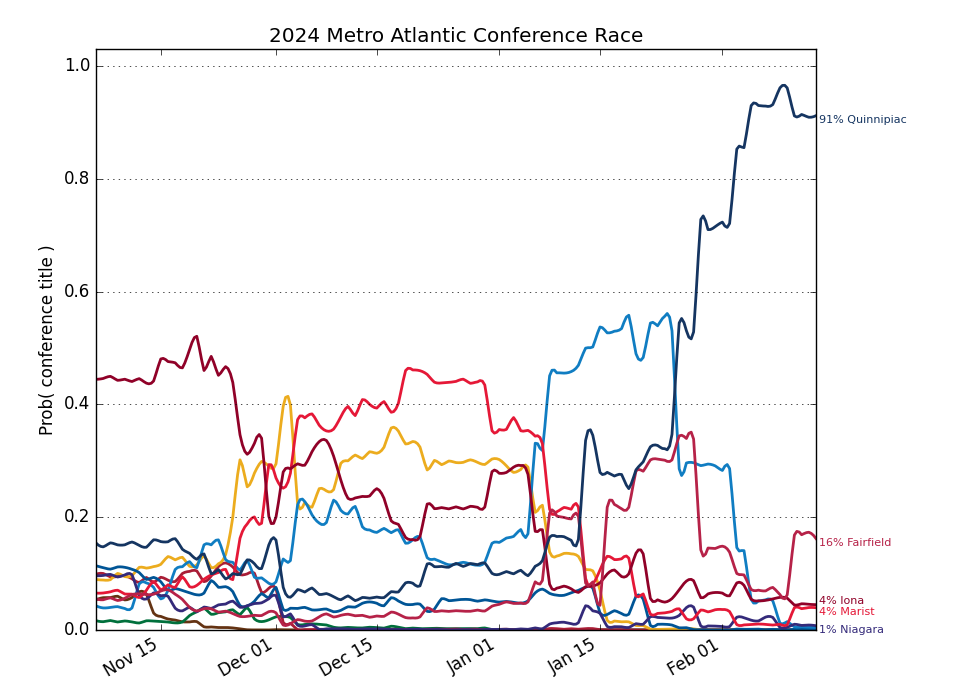 2024 Metro Atlantic Conference Race
1.0
91% Quinnipiac
0.8
Prob( conference title )
0.6
0.4
0.2
16% Fairfield
4% Iona
4% Marist
0.0
1% Niagara
Nov 15
Dec 01
Dec 15
Jan 01
Jan 15
Feb 01